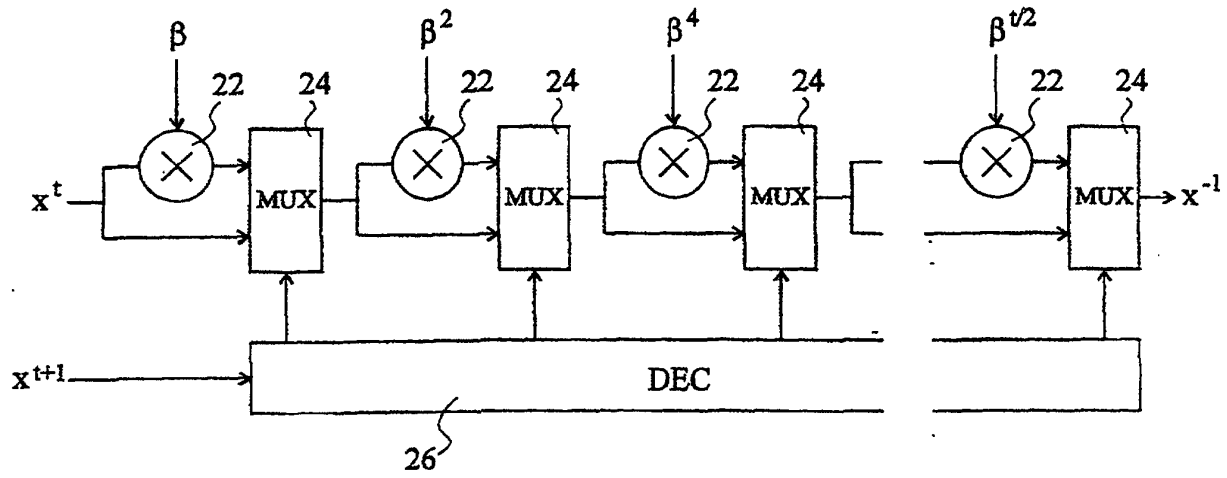 β β² β⁴ β^{t/2}
22 24 22 24 22 24 22 24
x^t MUX MUX MUX MUX x^{-1}
x^{t+1} DEC
26